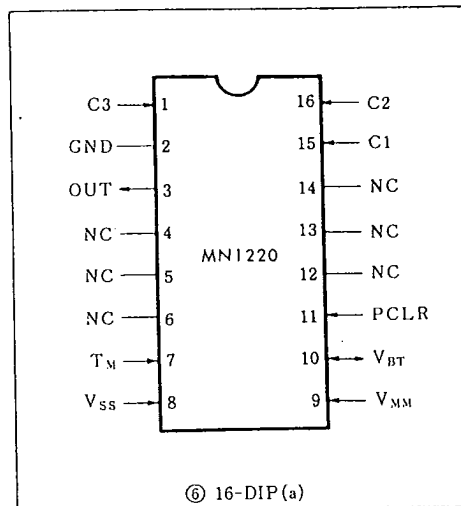 C3 1 16 C2
GND 2 15 C1
OUT 3 14 NC
NC 4 13 NC
MN1220
NC 5 12 NC
NC 6 11 PCLR
TM 7 10 VBT
VSS 8 9 VMM
⑥ 16-DIP(a)